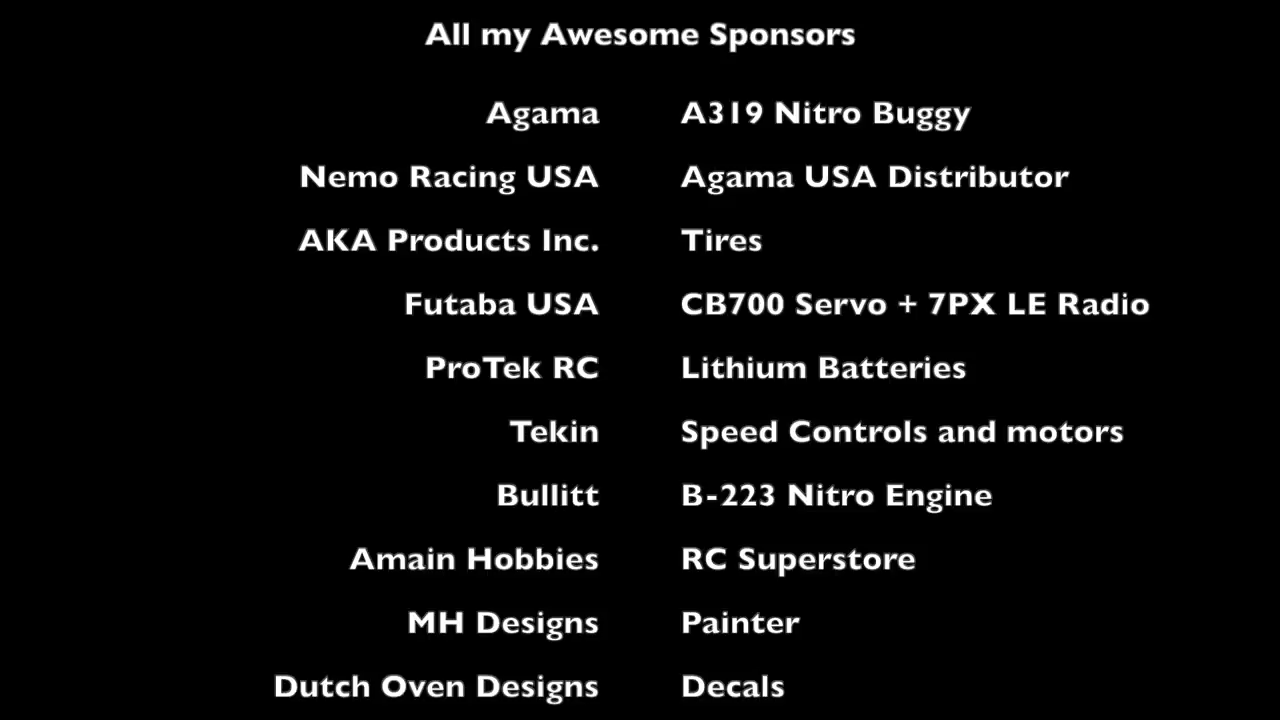 All my Awesome Sponsors
Agama A319 Nitro Buggy
Nemo Racing USA Agama USA Distributor
AKA Products Inc. Tires
Futaba USA CB700 Servo + 7PX LE Radio
ProTek RC Lithium Batteries
Tekin Speed Controls and motors
Bullitt B-223 Nitro Engine
Amain Hobbies RC Superstore
MH Designs Painter
Dutch Oven Designs Decals